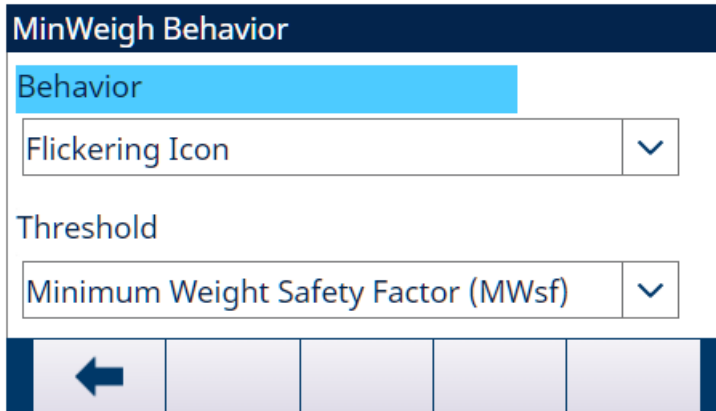 MinWeigh Behavior
Behavior
Flickering Icon
Threshold
Minimum Weight Safety Factor (MWsf)